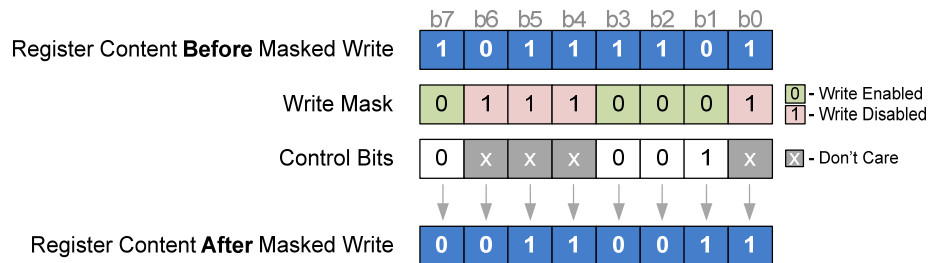 b7 b6 b5 b4 b3 b2 b1 b0
Register Content Before Masked Write 1 0 1 1 1 1 0 1
Write Mask 0 1 1 1 0 0 0 1
0 - Write Enabled
1 - Write Disabled
Control Bits 0 x x x 0 0 1 x x - Don't Care
Register Content After Masked Write 0 0 1 1 0 0 1 1